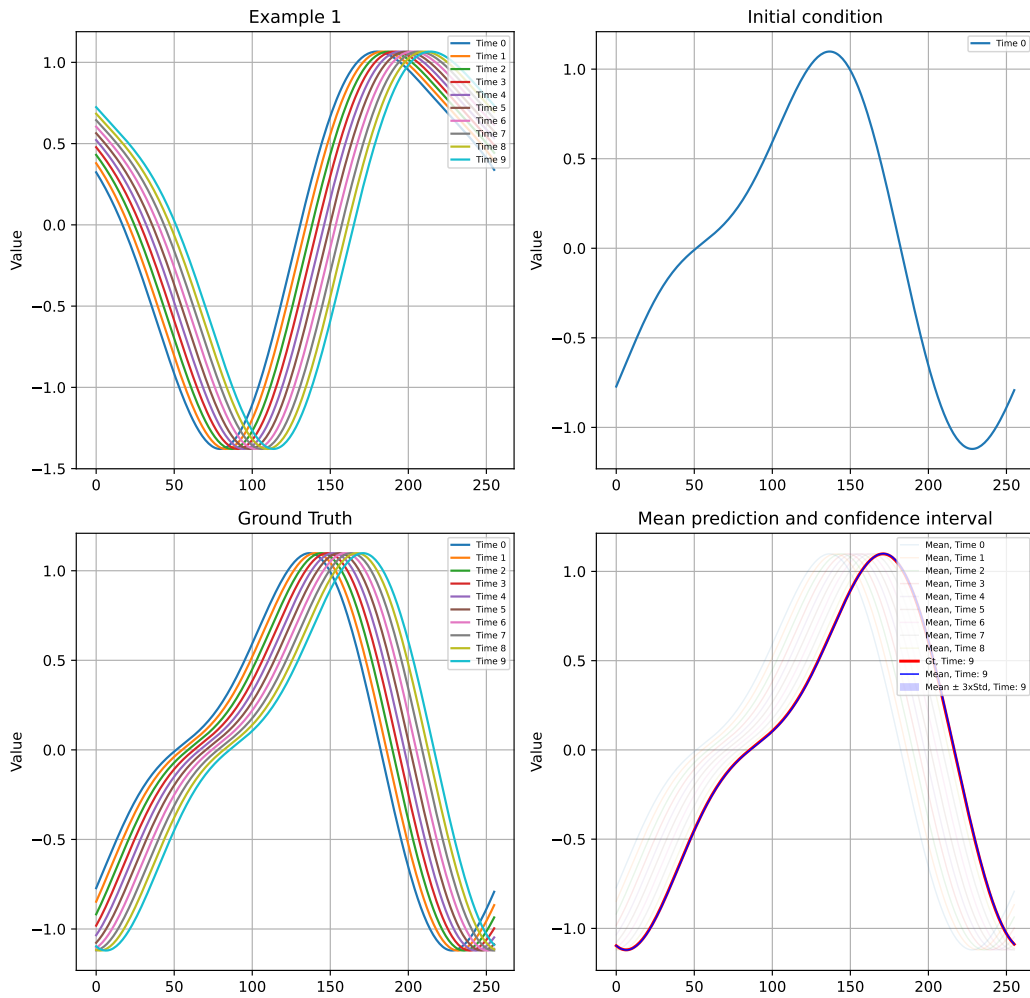 Example 1
Value
1.0
0.5
0.0
−0.5
−1.0
−1.5
0 50 100 150 200 250
Time 0
Time 1
Time 2
Time 3
Time 4
Time 5
Time 6
Time 7
Time 8
Time 9
Initial condition
Value
1.0
0.5
0.0
−0.5
−1.0
0 50 100 150 200 250
Time 0
Ground Truth
Value
1.0
0.5
0.0
−0.5
−1.0
0 50 100 150 200 250
Time 0
Time 1
Time 2
Time 3
Time 4
Time 5
Time 6
Time 7
Time 8
Time 9
Mean prediction and confidence interval
Value
1.0
0.5
0.0
−0.5
−1.0
0 50 100 150 200 250
Mean, Time 0
Mean, Time 1
Mean, Time 2
Mean, Time 3
Mean, Time 4
Mean, Time 5
Mean, Time 6
Mean, Time 7
Mean, Time 8
Gt, Time: 9
Mean, Time: 9
Mean ± 3xStd, Time: 9